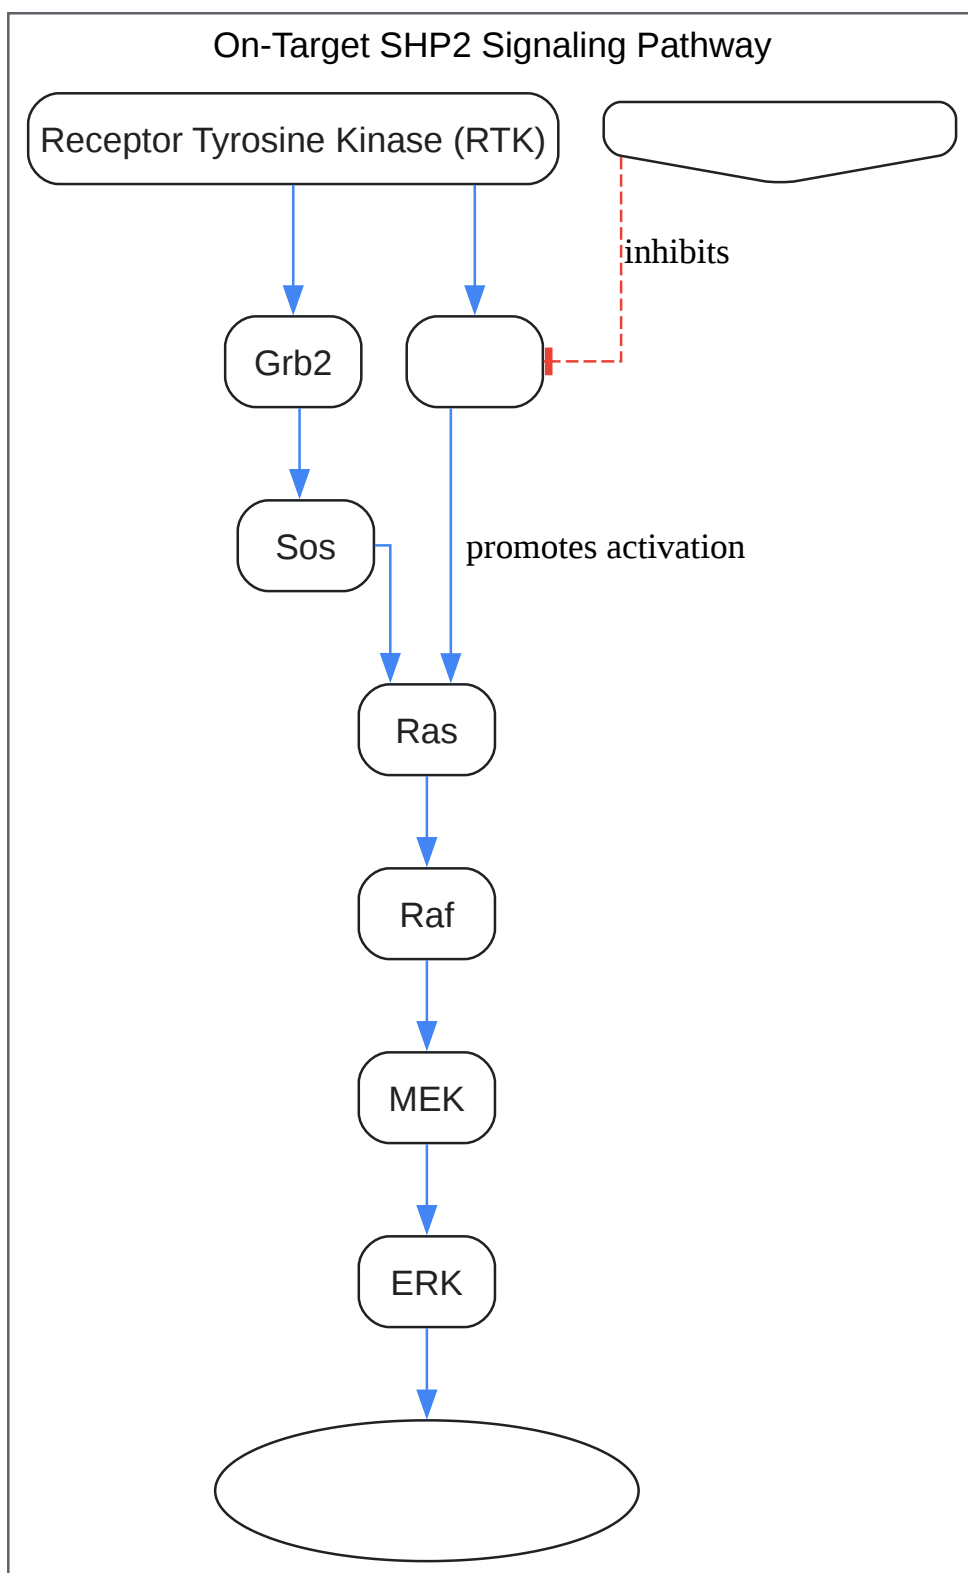 On-Target SHP2 Signaling Pathway
Receptor Tyrosine Kinase (RTK)
inhibits
Grb2
Sos
promotes activation
Ras
Raf
MEK
ERK